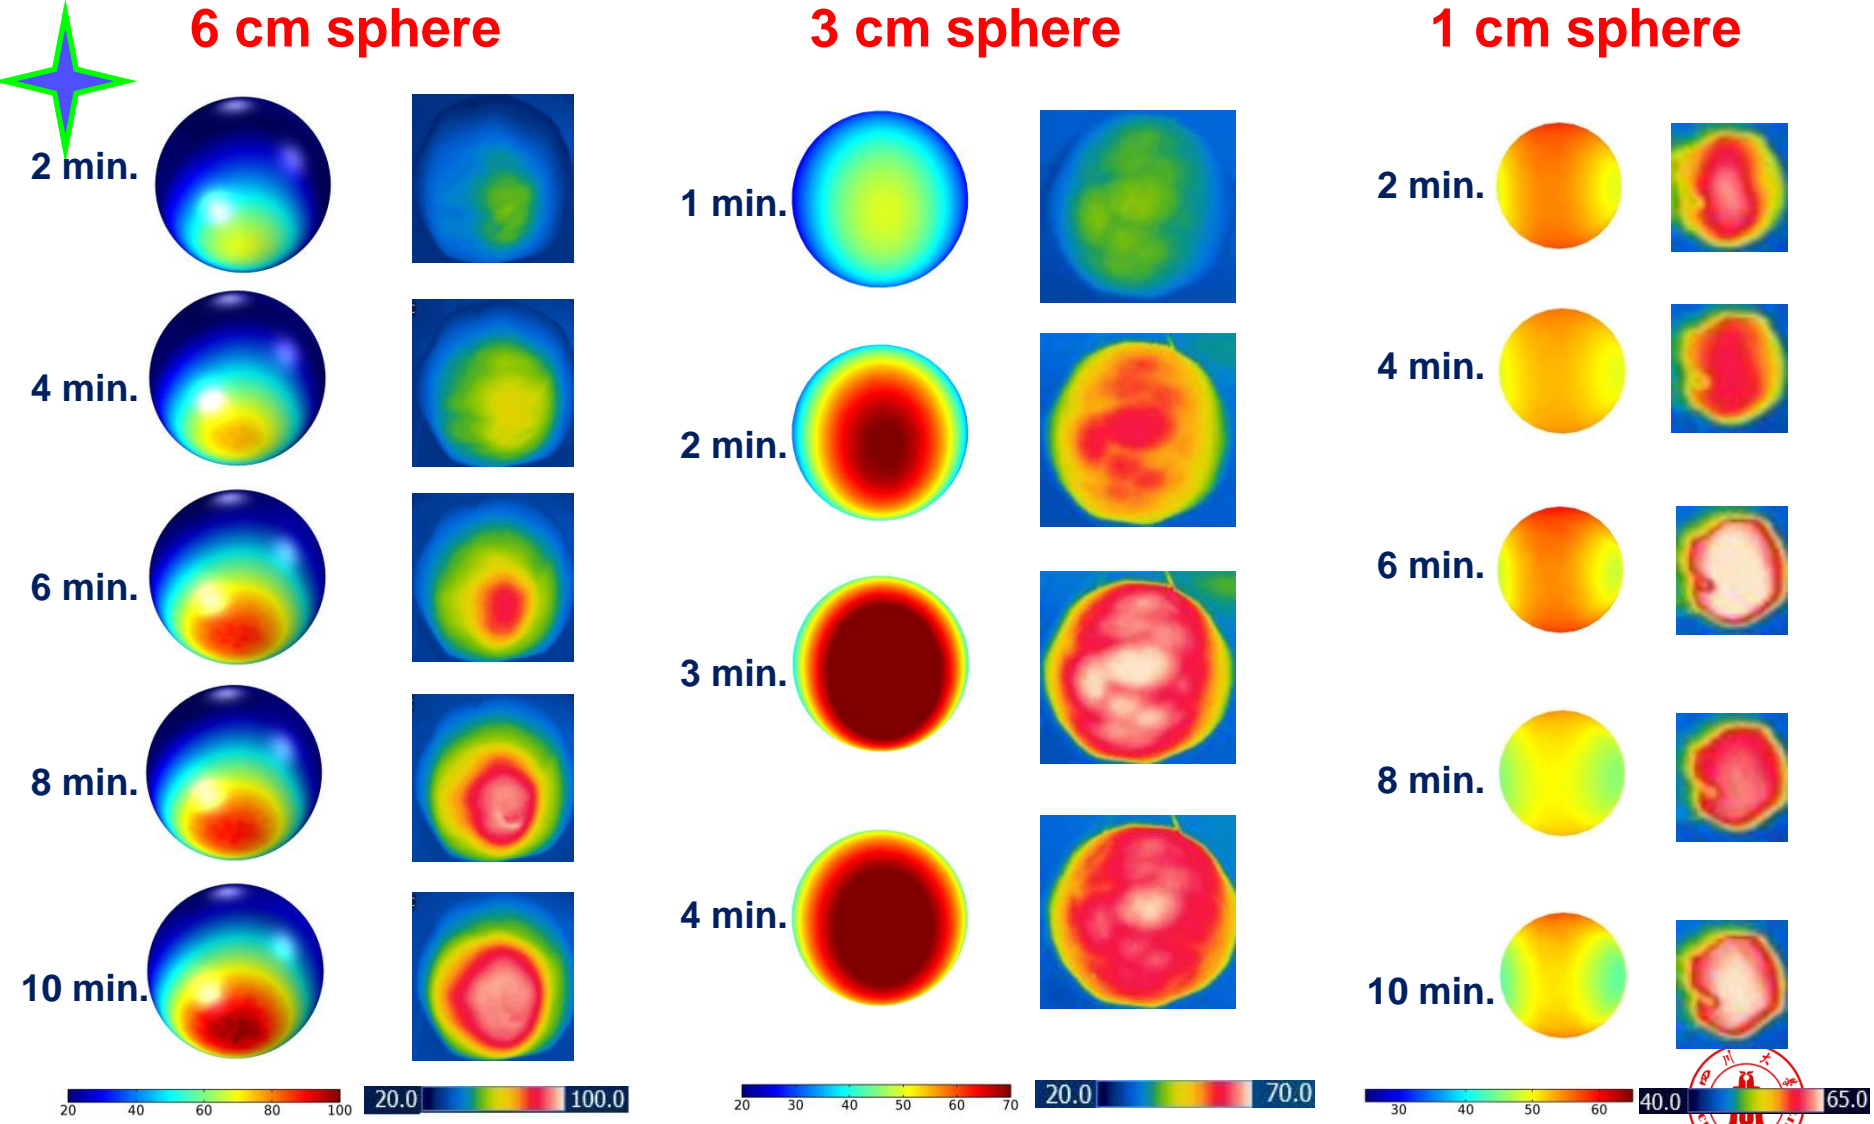 6 cm sphere
3 cm sphere
1 cm sphere
2 min.
4 min.
6 min.
8 min.
10 min.
20 40 60 80 100
20.0 100.0
1 min.
2 min.
3 min.
4 min.
20 30 40 50 60 70
20.0 70.0
2 min.
4 min.
6 min.
8 min.
10 min.
30 40 50 60
40.0 65.0
川大